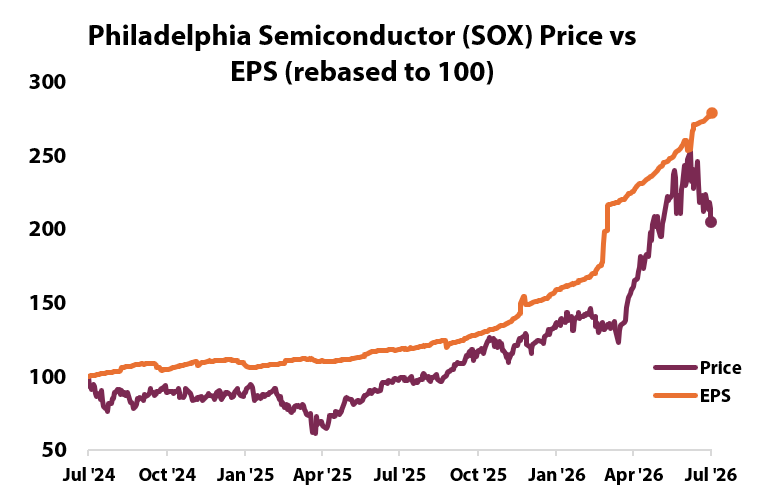 Philadelphia Semiconductor (SOX) Price vs
EPS (rebased to 100)
300
250
200
150
100
50
Price
EPS
Jul '24 Oct '24 Jan '25 Apr '25 Jul '25 Oct '25 Jan '26 Apr '26 Jul '26